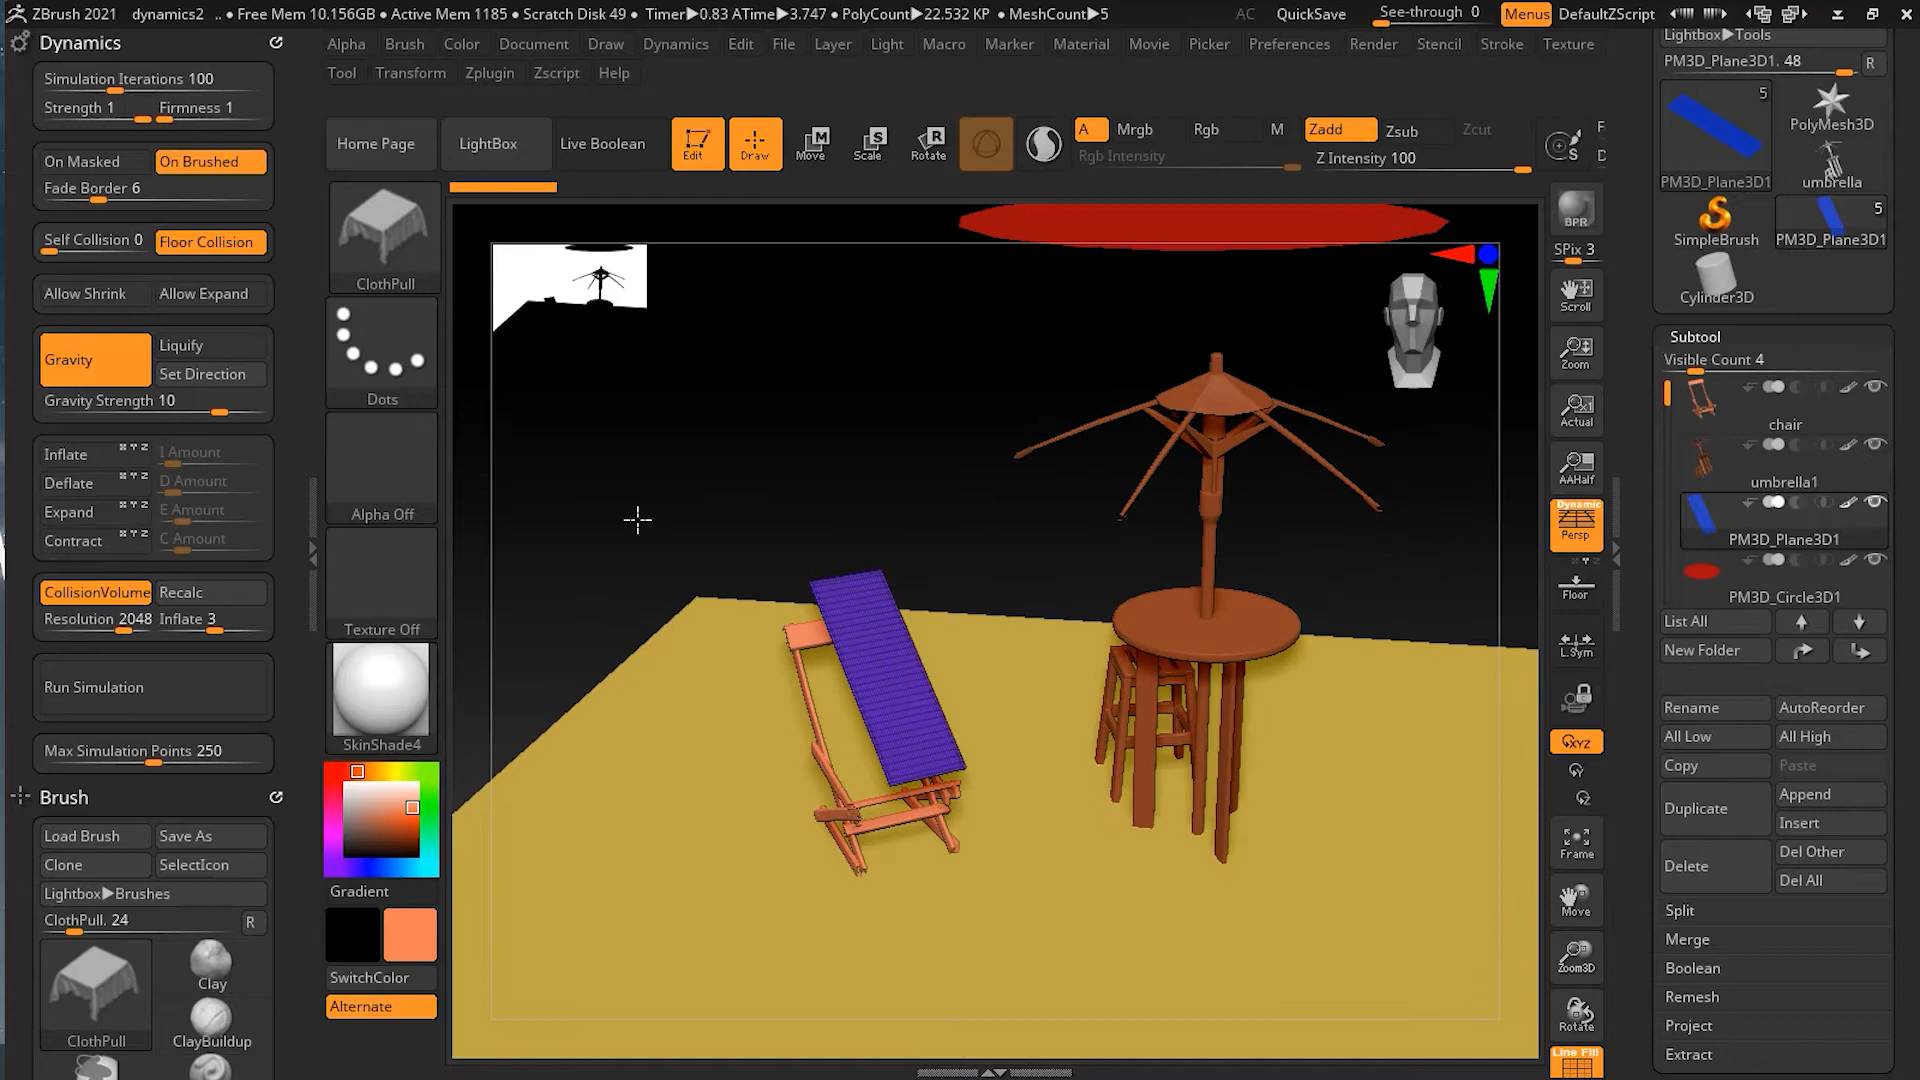 ZBrush 2021 dynamics2 .. • Free Mem 10.156GB • Active Mem 1185 • Scratch Disk 49 • Timer▶0.83 ATime▶3.747 • PolyCount▶22.532 KP • MeshCount▶5 AC QuickSave See-through 0 Menus DefaultZScript
Dynamics
Simulation Iterations 100
Strength 1 Firmness 1
On Masked On Brushed
Fade Border 6
Self Collision 0 Floor Collision
Allow Shrink Allow Expand
Gravity Liquify
Set Direction
Gravity Strength 10
Inflate X Y Z I Amount
Deflate X Y Z D Amount
Expand X Y Z E Amount
Contract X Y Z C Amount
CollisionVolume Recalc
Resolution 2048 Inflate 3
Run Simulation
Max Simulation Points 250
Brush
Load Brush Save As
Clone SelectIcon
Lightbox▶Brushes
ClothPull. 24 R
Clay
ClothPull ClayBuildup
Alpha Brush Color Document Draw Dynamics Edit File Layer Light Macro Marker Material Movie Picker Preferences Render Stencil Stroke Texture
Tool Transform Zplugin Zscript Help
Home Page LightBox Live Boolean Edit Draw Move Scale Rotate
A Mrgb Rgb M Zadd Zsub Zcut
Rgb Intensity Z Intensity 100
S F
D
ClothPull
Dots
Alpha Off
Texture Off
SkinShade4
Gradient
SwitchColor
Alternate
BPR
SPix 3
Scroll
Zoom
Actual
AAHalf
Dynamic
Persp
X Y Z
Floor
L.Sym
XYZ
Y
Z
Frame
Move
Zoom3D
Rotate
Line Fill
Lightbox▶Tools
PM3D_Plane3D1. 48 R
5
PolyMesh3D
PM3D_Plane3D1 umbrella
5
SimpleBrush PM3D_Plane3D1
Cylinder3D
Subtool
Visible Count 4
chair
umbrella1
PM3D_Plane3D1
PM3D_Circle3D1
List All
New Folder
Rename AutoReorder
All Low All High
Copy Paste
Duplicate Append
Insert
Delete Del Other
Del All
Split
Merge
Boolean
Remesh
Project
Extract